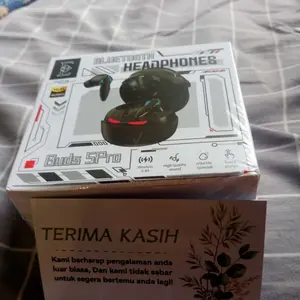 BLUETOOTH
HEADPHONES
Buds 5Pro
TERIMA KASIH
Kami berharap pengalaman anda
luar biasa, Dan kami tidak sabar
untuk segera bertemu anda lagi!